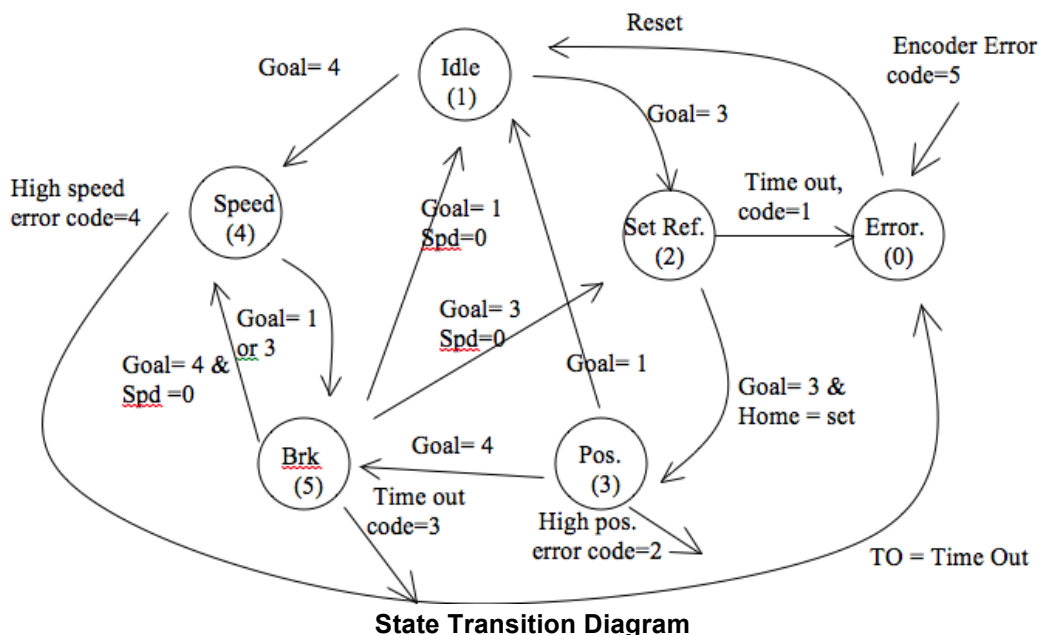 Reset
Encoder Error
code=5
Goal= 4
Idle
(1)
Goal= 3
High speed
error code=4
Speed
(4)
Goal= 1
Spd=0
Time out,
code=1
Set Ref.
(2)
Error.
(0)
Goal= 1
or 3
Goal= 4 &
Spd =0
Goal= 3
Spd=0
Goal= 1
Goal= 3 &
Home = set
Brk
(5)
Goal= 4
Pos.
(3)
Time out
code=3
High pos.
error code=2
TO = Time Out
State Transition Diagram